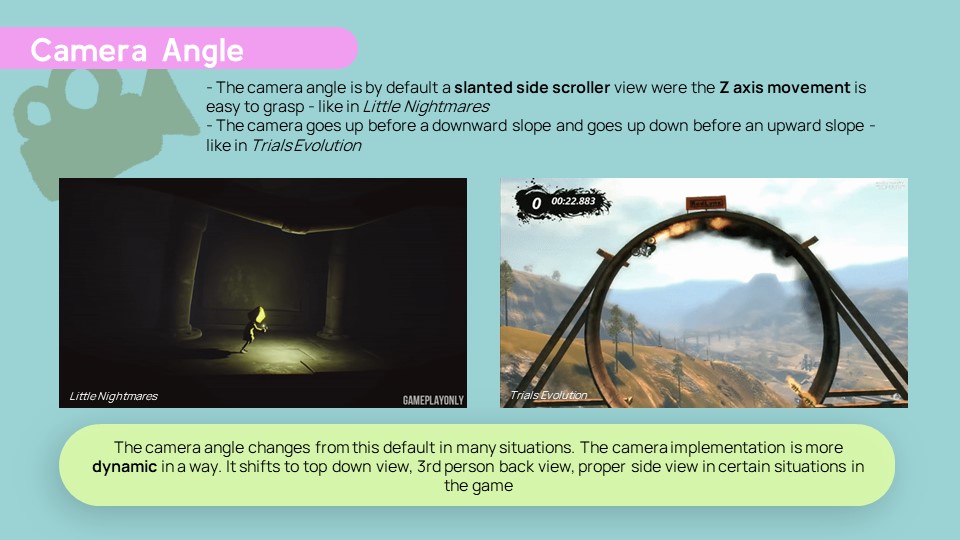 Camera Angle
- The camera angle is by default a slanted side scroller view were the Z axis movement is
easy to grasp - like in Little Nightmares
- The camera goes up before a downward slope and goes up down before an upward slope -
like in Trials Evolution
0 00:22.883
Little Nightmares
GAMEPLAYONLY
Trials Evolution
The camera angle changes from this default in many situations. The camera implementation is more
dynamic in a way. It shifts to top down view, 3rd person back view, proper side view in certain situations in
the game